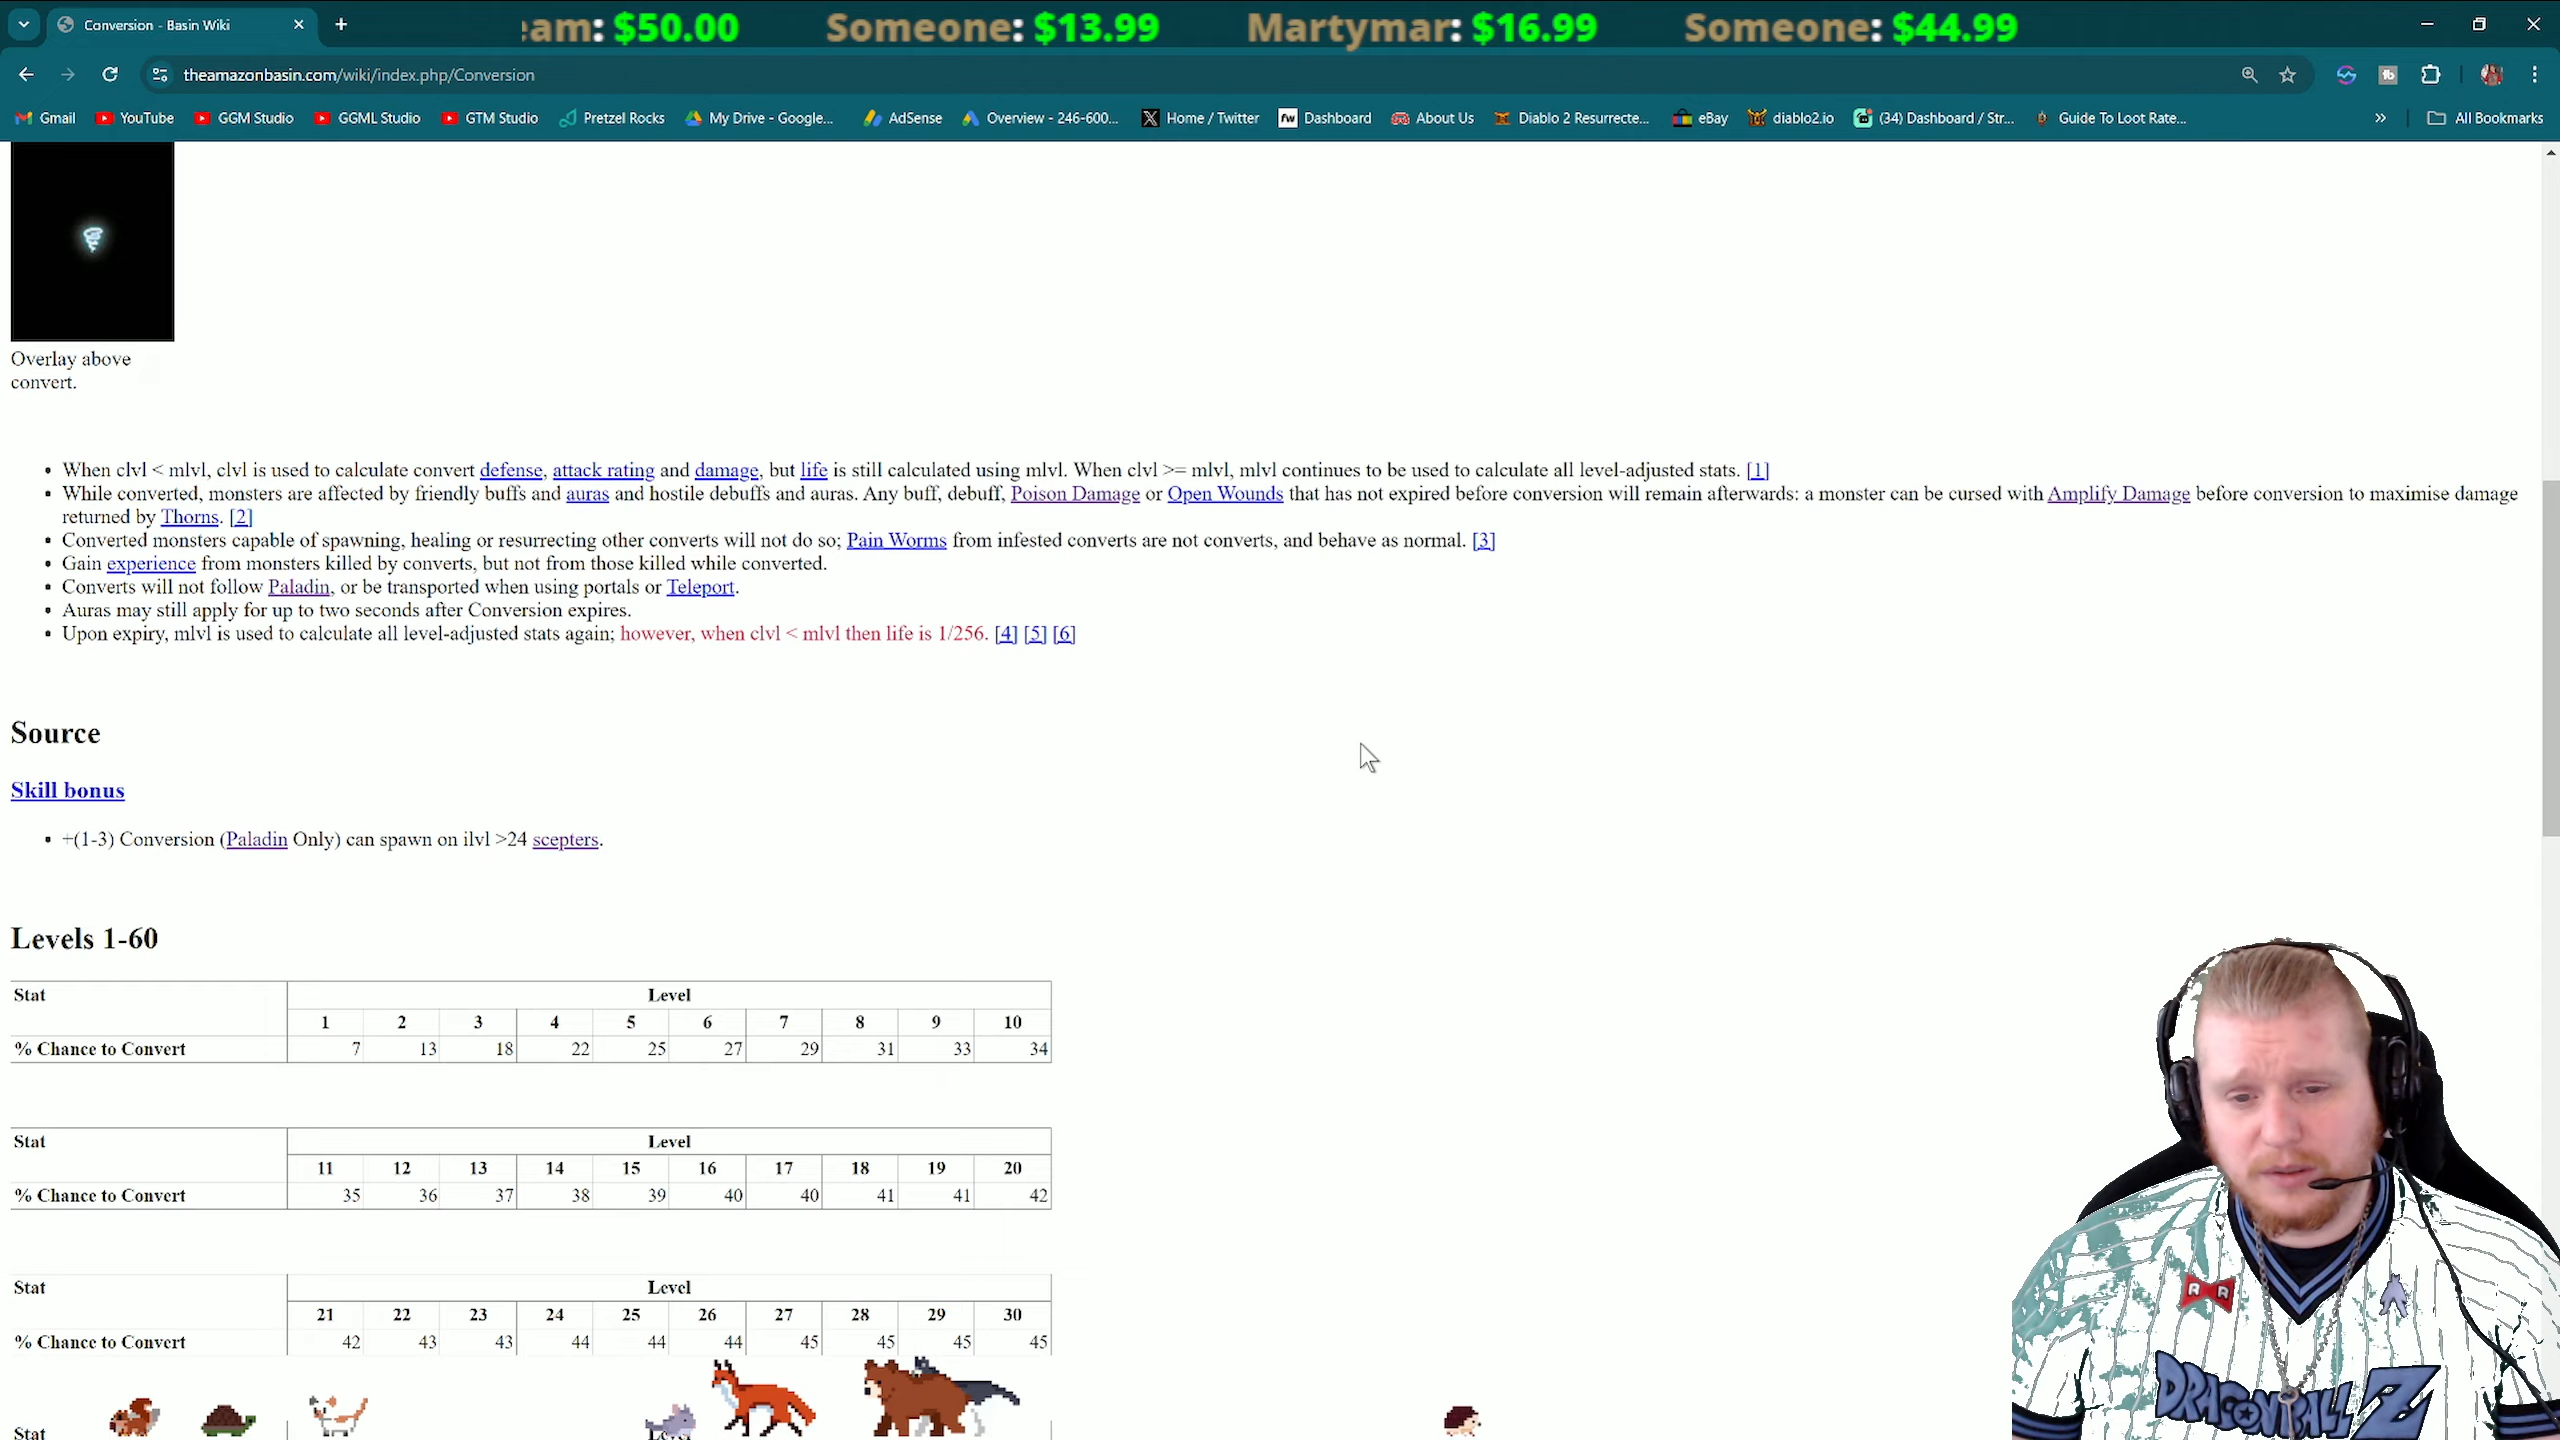 Conversion - Basin Wiki
eam: $50.00 Someone: $13.99 Martymar: $16.99 Someone: $44.99
theamazonbasin.com/wiki/index.php/Conversion
Gmail YouTube GGM Studio GGML Studio GTM Studio Pretzel Rocks My Drive - Google... AdSense Overview - 246-600... Home / Twitter fw Dashboard About Us Diablo 2 Resurrecte... eBay diablo2.io (34) Dashboard / Str... Guide To Loot Rate... » All Bookmarks
Overlay above
convert.
• When clvl < mlvl, clvl is used to calculate convert defense, attack rating and damage, but life is still calculated using mlvl. When clvl >= mlvl, mlvl continues to be used to calculate all level-adjusted stats. [1]
• While converted, monsters are affected by friendly buffs and auras and hostile debuffs and auras. Any buff, debuff, Poison Damage or Open Wounds that has not expired before conversion will remain afterwards: a monster can be cursed with Amplify Damage before conversion to maximise damage
returned by Thorns. [2]
• Converted monsters capable of spawning, healing or resurrecting other converts will not do so; Pain Worms from infested converts are not converts, and behave as normal. [3]
• Gain experience from monsters killed by converts, but not from those killed while converted.
• Converts will not follow Paladin, or be transported when using portals or Teleport.
• Auras may still apply for up to two seconds after Conversion expires.
• Upon expiry, mlvl is used to calculate all level-adjusted stats again; however, when clvl < mlvl then life is 1/256. [4] [5] [6]
Source
Skill bonus
• +(1-3) Conversion (Paladin Only) can spawn on ilvl >24 scepters.
Levels 1-60
Stat Level
1 2 3 4 5 6 7 8 9 10
% Chance to Convert 7 13 18 22 25 27 29 31 33 34
Stat Level
11 12 13 14 15 16 17 18 19 20
% Chance to Convert 35 36 37 38 39 40 40 41 41 42
Stat Level
21 22 23 24 25 26 27 28 29 30
% Chance to Convert 42 43 43 44 44 44 45 45 45 45
Stat Level
R R
DRAGONBALL Z